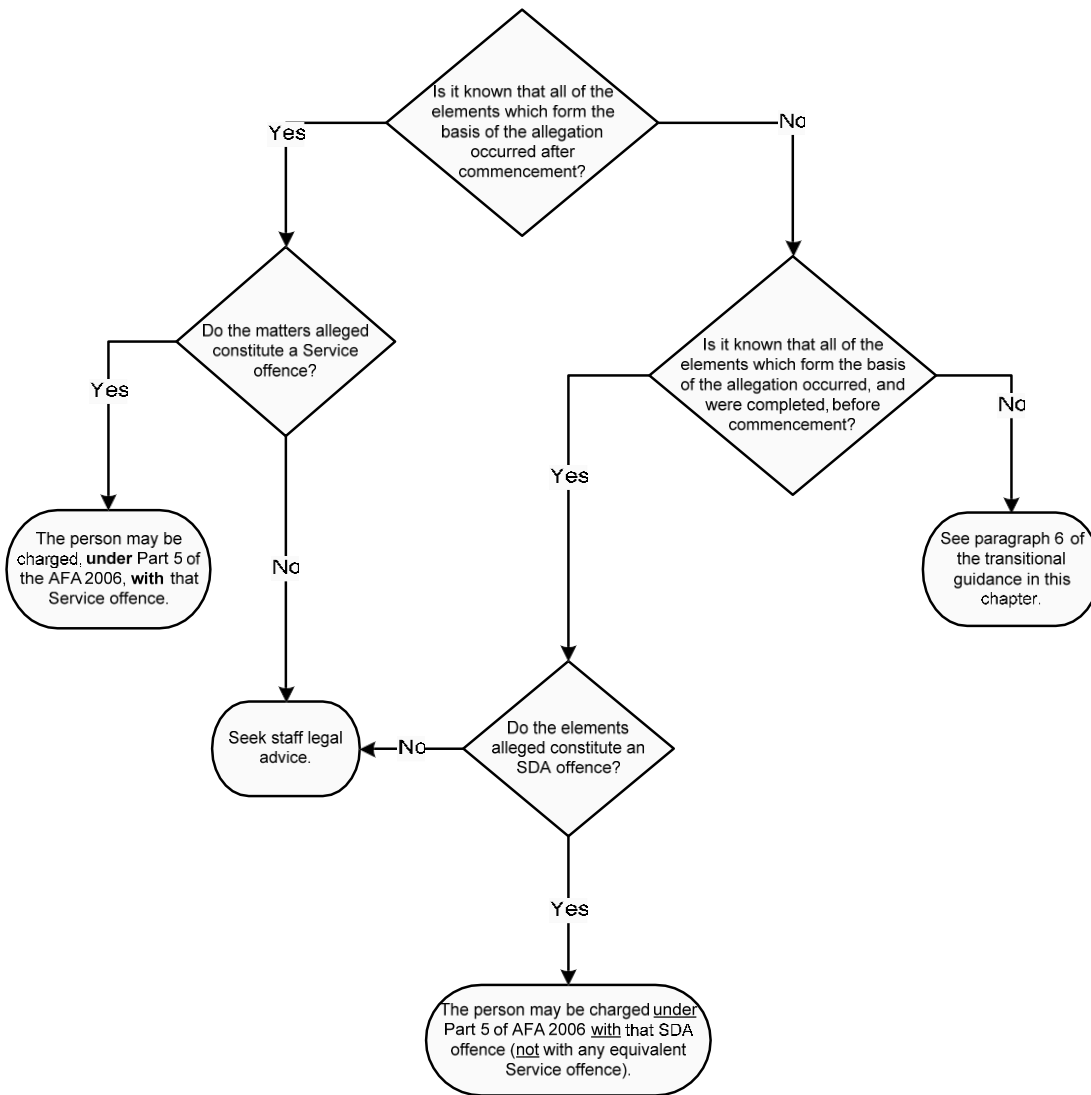 Is it known that all of the
elements which form the
basis of the allegation
occurred after
commencement?
Yes
No
Do the matters alleged
constitute a Service
offence?
Is it known that all of the
elements which form the basis
of the allegation occurred, and
were completed, before
commencement?
Yes
No
Yes
No
The person may be
charged, under Part 5 of
the AFA 2006, with that
Service offence.
See paragraph 6 of
the transitional
guidance in this
chapter.
Seek staff legal
advice.
No
Do the elements
alleged constitute an
SDA offence?
Yes
The person may be charged under
Part 5 of AFA 2006 with that SDA
offence (not with any equivalent
Service offence).